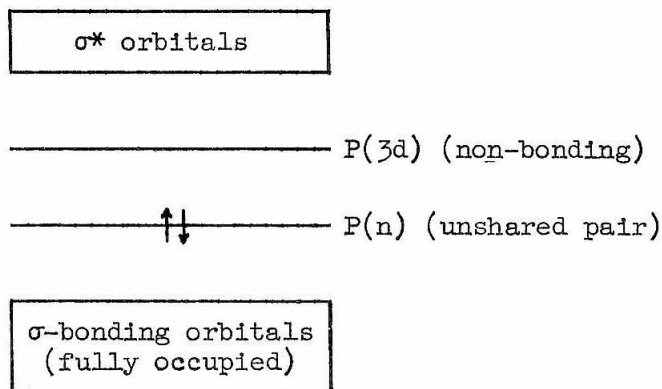 σ* orbitals
P(3d) (non-bonding)
P(n) (unshared pair)
σ-bonding orbitals
(fully occupied)